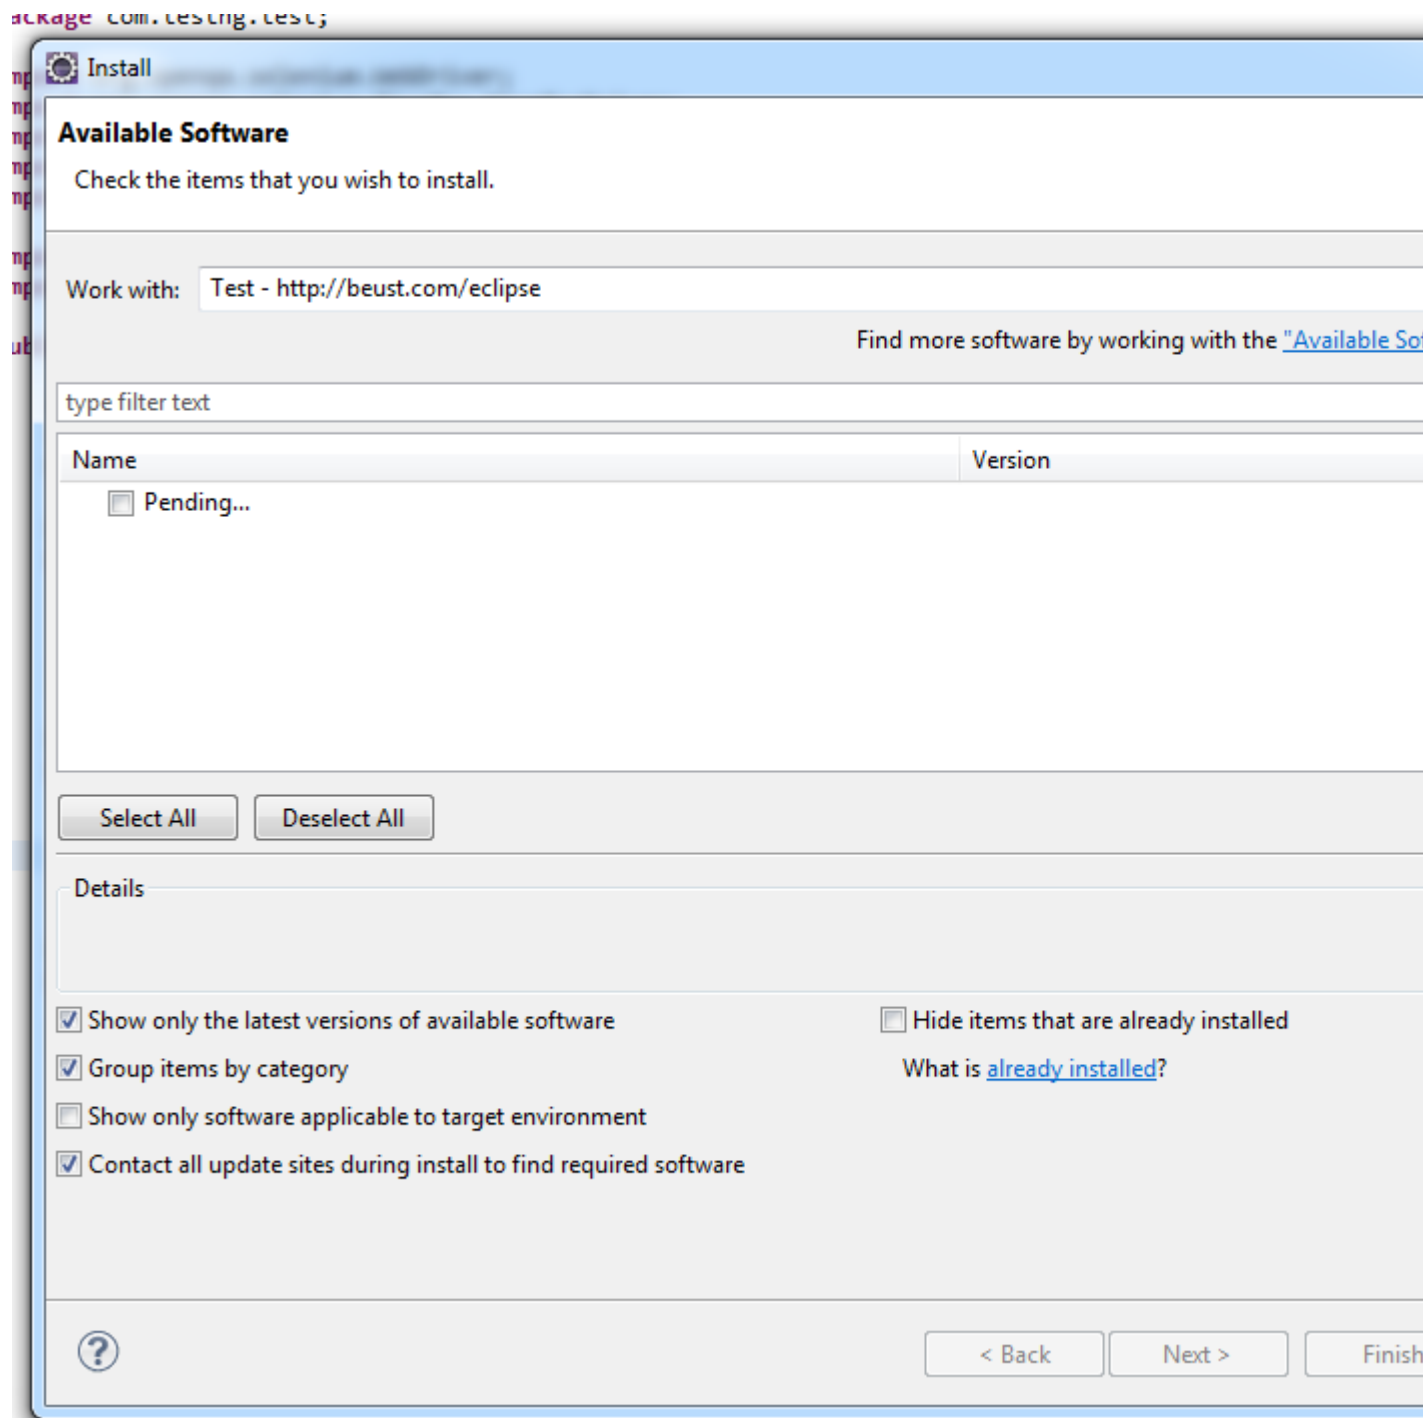 ackage com.testng.test;
Install
Available Software
Check the items that you wish to install.
Work with: Test - http://beust.com/eclipse
Find more software by working with the "Available Sof
type filter text
Name Version
Pending...
Select All Deselect All
Details
Show only the latest versions of available software Hide items that are already installed
Group items by category What is already installed?
Show only software applicable to target environment
Contact all update sites during install to find required software
? < Back Next > Finish